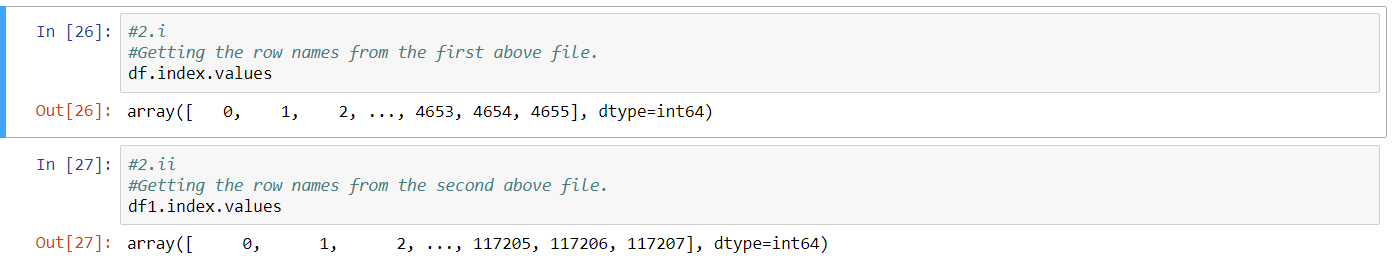 In [26]: #2.i
#Getting the row names from the first above file.
df.index.values
Out[26]: array([   0,    1,    2, ..., 4653, 4654, 4655], dtype=int64)
In [27]: #2.ii
#Getting the row names from the second above file.
df1.index.values
Out[27]: array([     0,      1,      2, ..., 117205, 117206, 117207], dtype=int64)